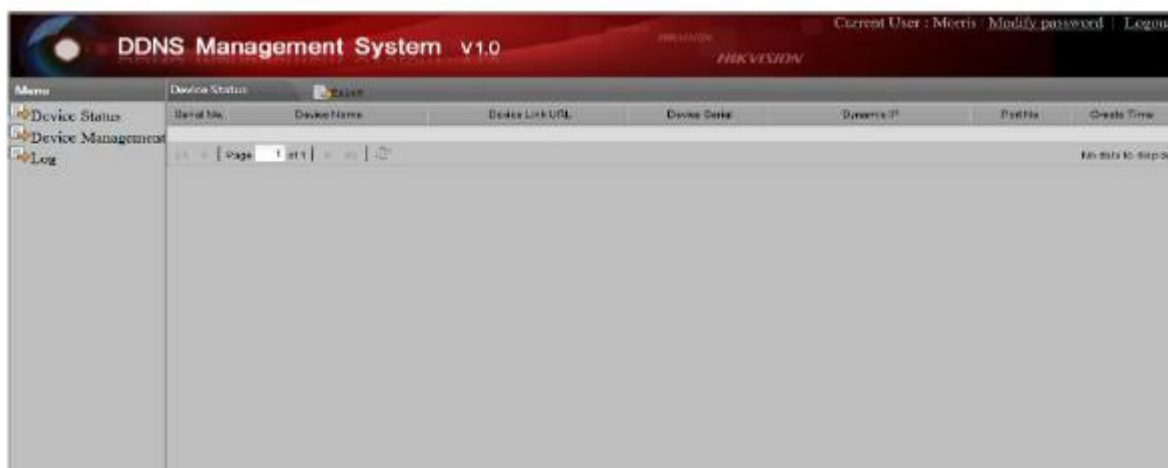 Current User : Morris Modify password Logou
DDNS Management System V1.0
HIKVISION
HIKVISION
Menu
Device Status
Export
Device Status
Device Management
Log
Serial No. Device Name Device Link URL Device Serial Dynamic IP Port No Create Time
Page 1 of 1
No data to display